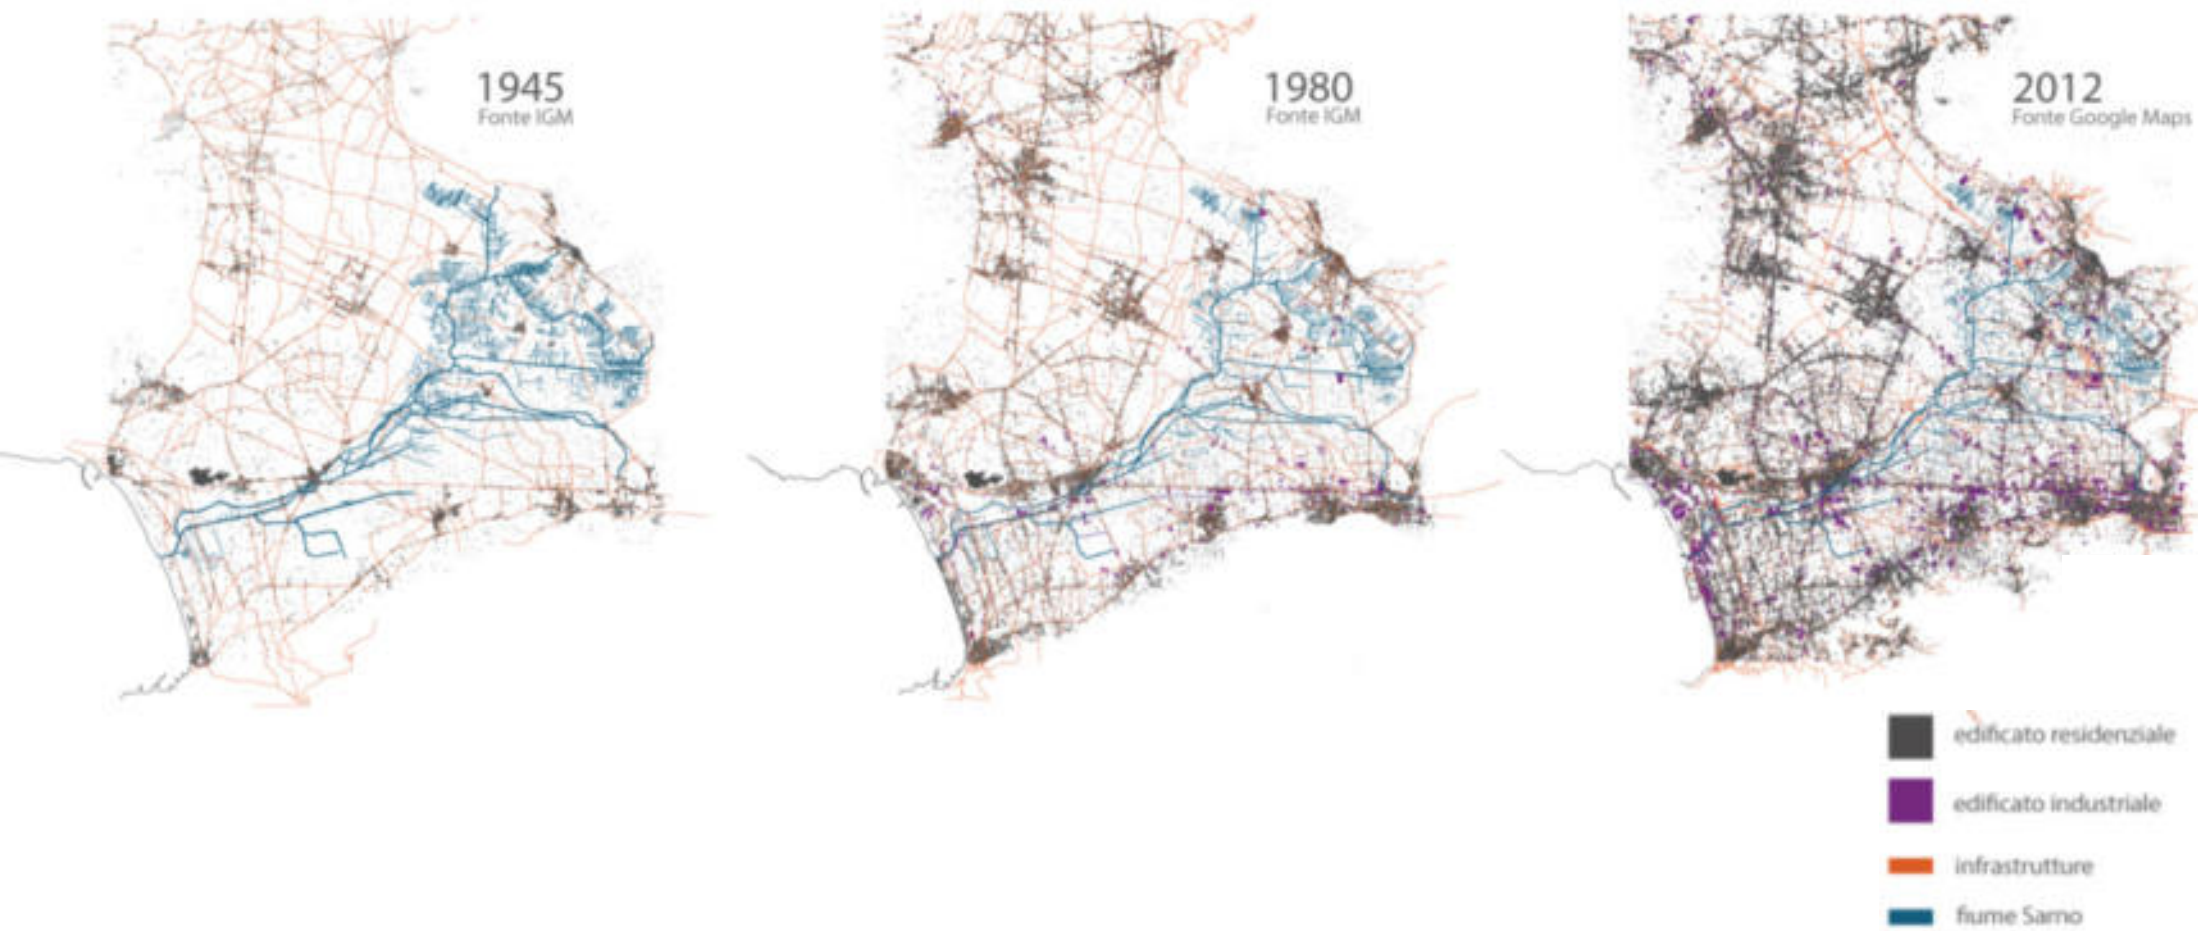 1945
Fonte IGM
1980
Fonte IGM
2012
Fonte Google Maps
edificato residenziale
edificato industriale
infrastrutture
fiume Sarno